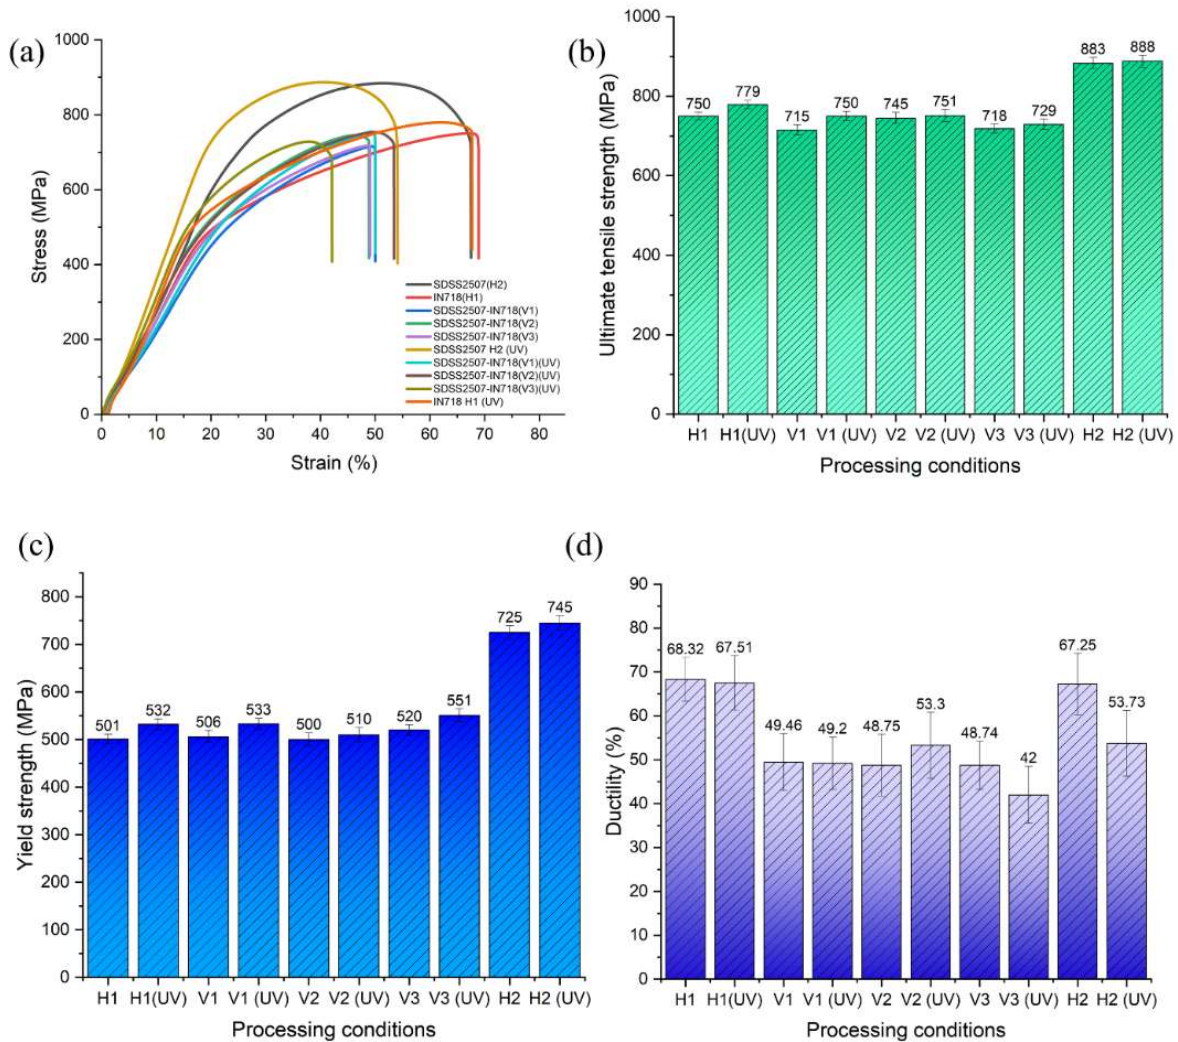 (a)
1000
800
600
400
200
0
Stress (MPa)
0 10 20 30 40 50 60 70 80
Strain (%)
SDSS2507(H2)
IN718(H1)
SDSS2507-IN718(V1)
SDSS2507-IN718(V2)
SDSS2507-IN718(V3)
SDSS2507 H2 (UV)
SDSS2507-IN718(V1)(UV)
SDSS2507-IN718(V2)(UV)
SDSS2507-IN718(V3)(UV)
IN718 H1 (UV)
(b)
1000
800
600
400
200
0
Ultimate tensile strength (MPa)
750 779 715 750 745 751 718 729 883 888
H1 H1(UV) V1 V1 (UV) V2 V2 (UV) V3 V3 (UV) H2 H2 (UV)
Processing conditions
(c)
800
700
600
500
400
300
200
100
0
Yield strength (MPa)
501 532 506 533 500 510 520 551 725 745
H1 H1(UV) V1 V1 (UV) V2 V2 (UV) V3 V3 (UV) H2 H2 (UV)
Processing conditions
(d)
90
80
70
60
50
40
30
20
10
0
Ductility (%)
68.32 67.51 49.46 49.2 48.75 53.3 48.74 42 67.25 53.73
H1 H1(UV) V1 V1 (UV) V2 V2 (UV) V3 V3 (UV) H2 H2 (UV)
Processing conditions